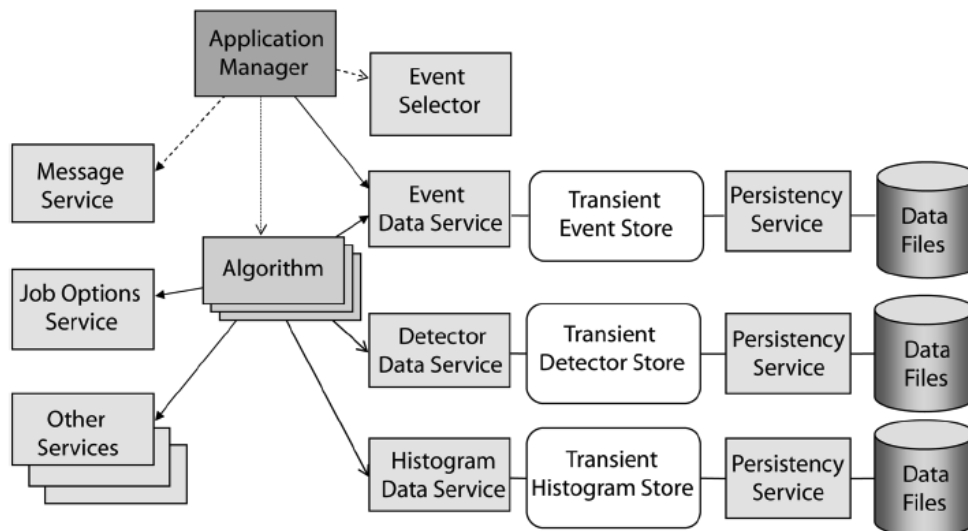 Application
Manager
Event
Selector
Message
Service
Event
Data Service
Transient
Event Store
Persistency
Service
Data
Files
Algorithm
Job Options
Service
Detector
Data Service
Transient
Detector Store
Persistency
Service
Data
Files
Other
Services
Histogram
Data Service
Transient
Histogram Store
Persistency
Service
Data
Files